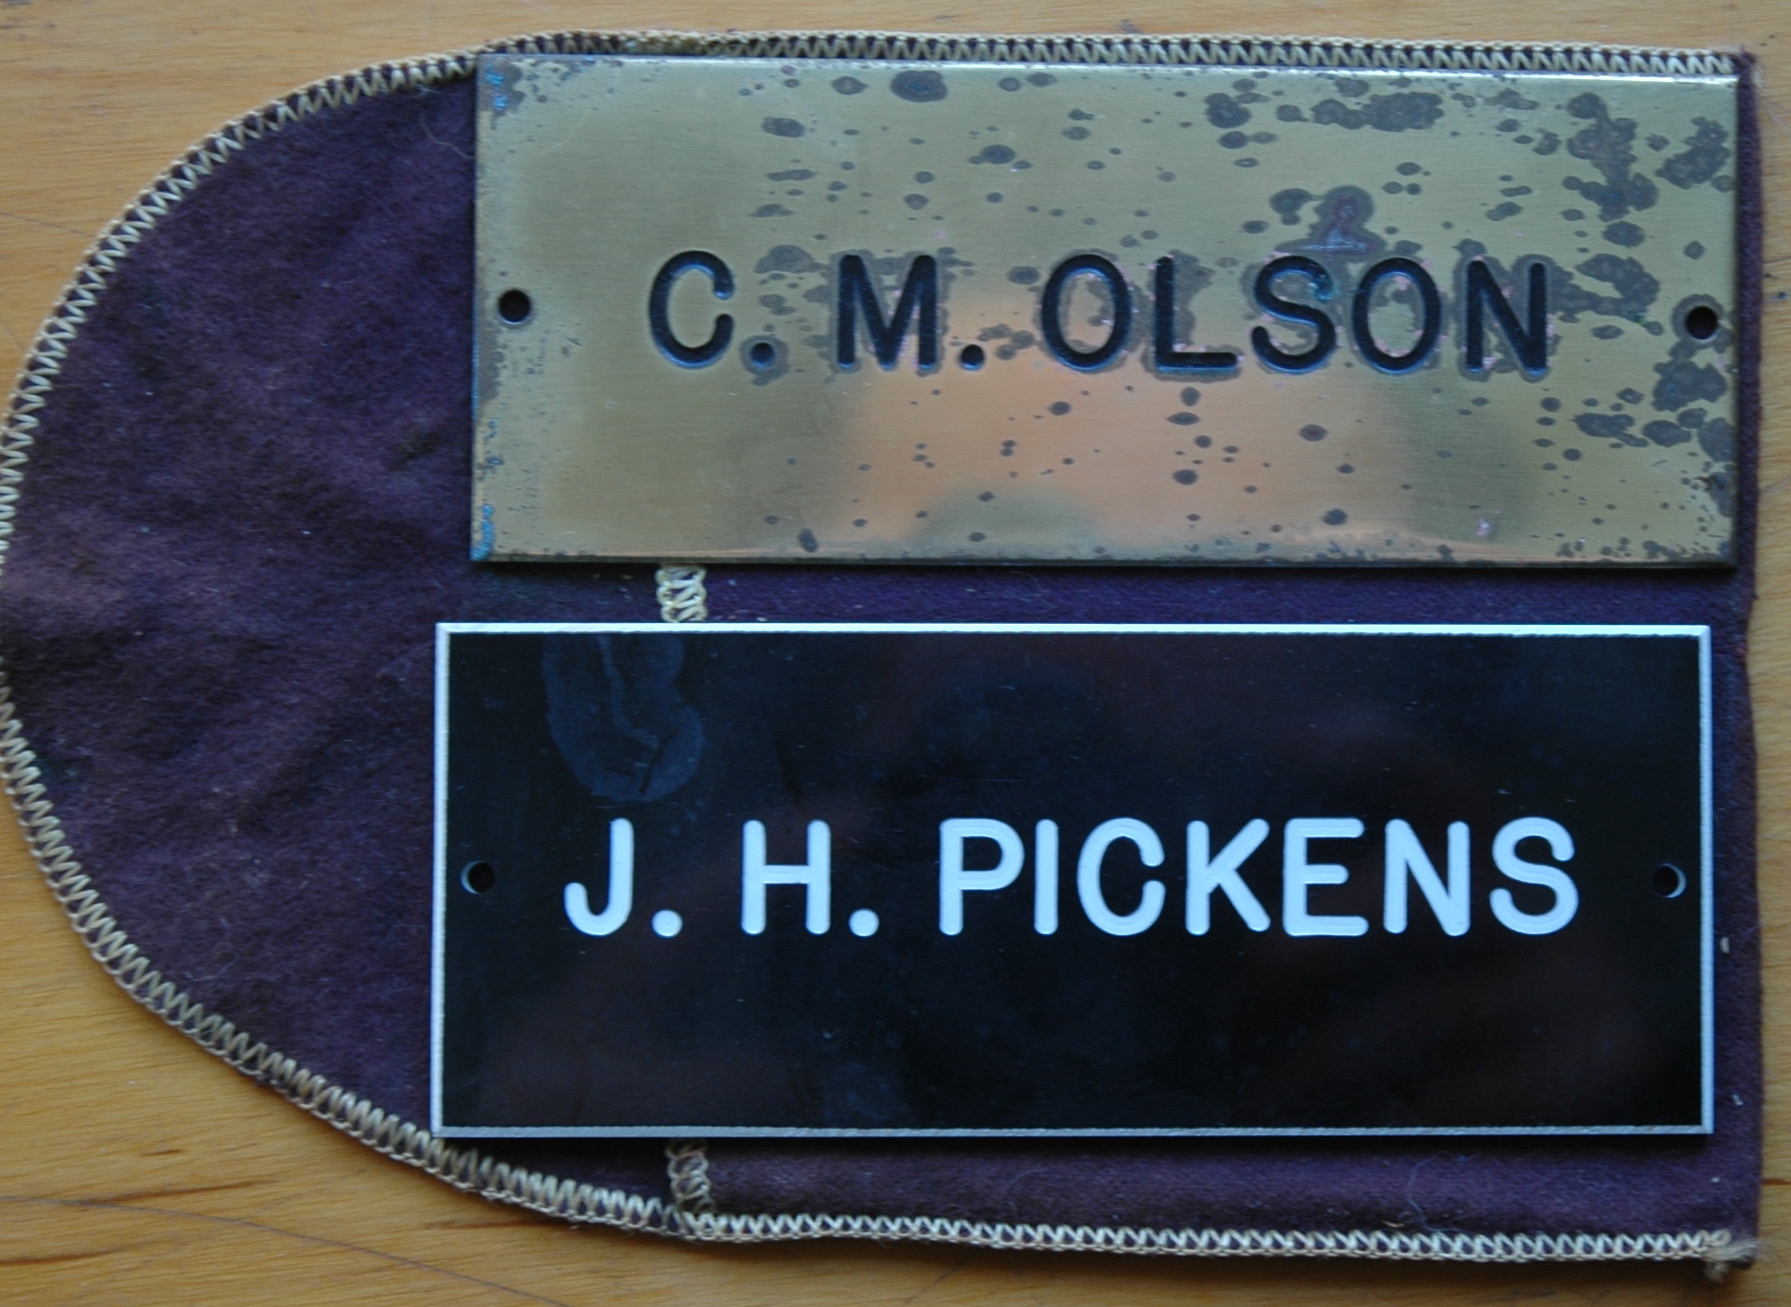 C. M. OLSON
J. H. PICKENS